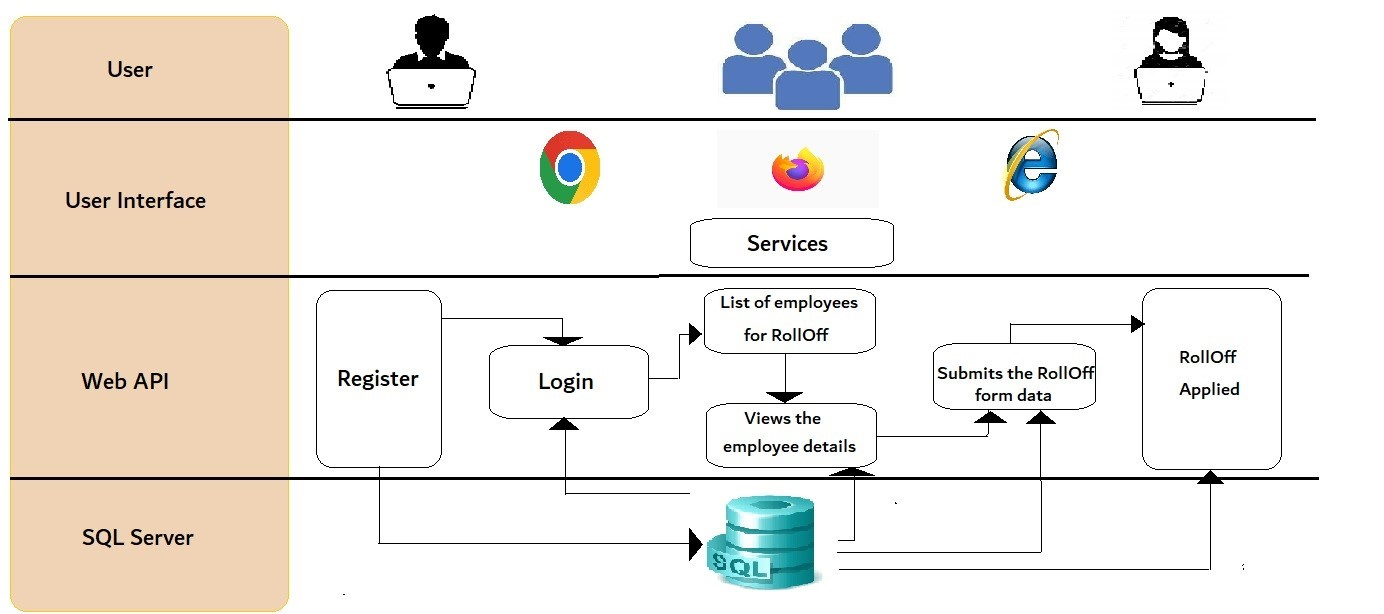 User
User Interface
Services
Web API
Register
Login
List of employees
for RollOff
Views the
employee details
Submits the RollOff
form data
RollOff
Applied
SQL Server
SQL